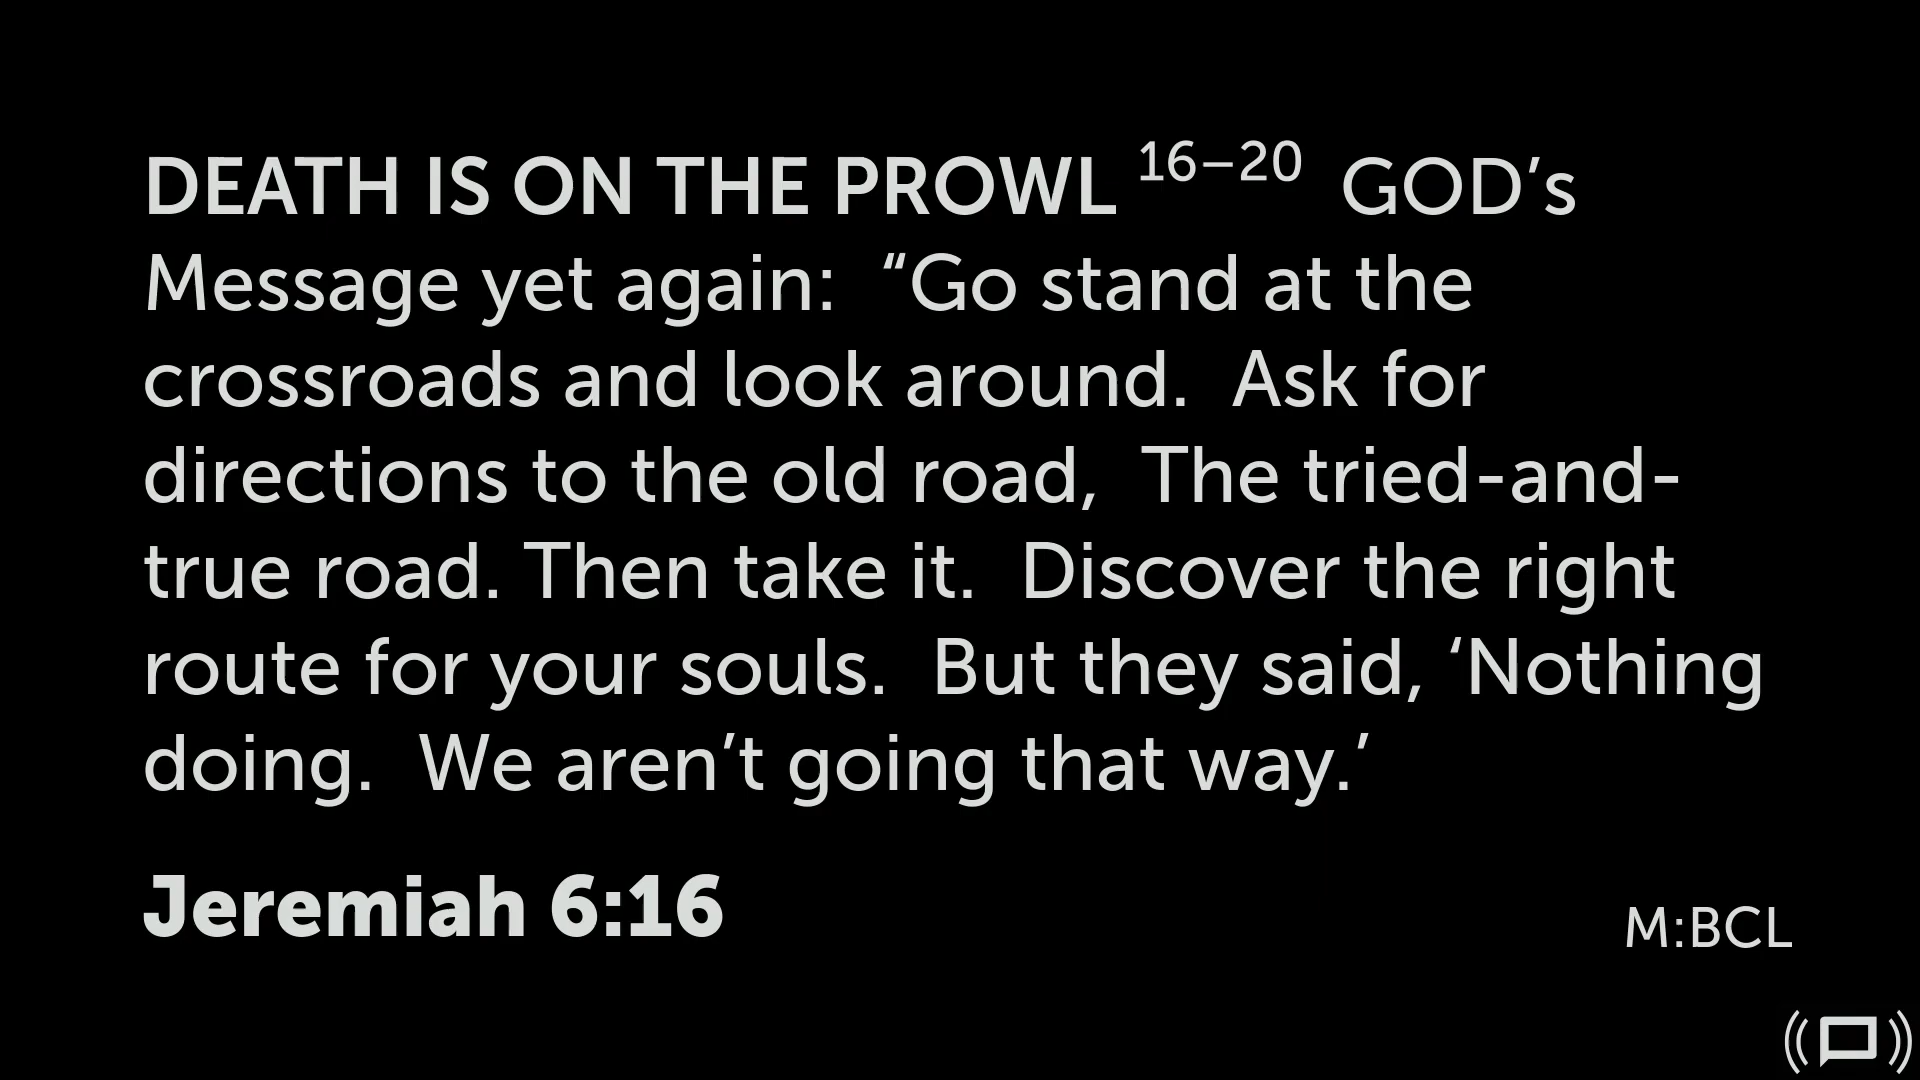 DEATH IS ON THE PROWL 16–20 GOD’s
Message yet again: “Go stand at the
crossroads and look around. Ask for
directions to the old road, The tried-and-
true road. Then take it. Discover the right
route for your souls. But they said, ‘Nothing
doing. We aren’t going that way.’
Jeremiah 6:16
M:BCL